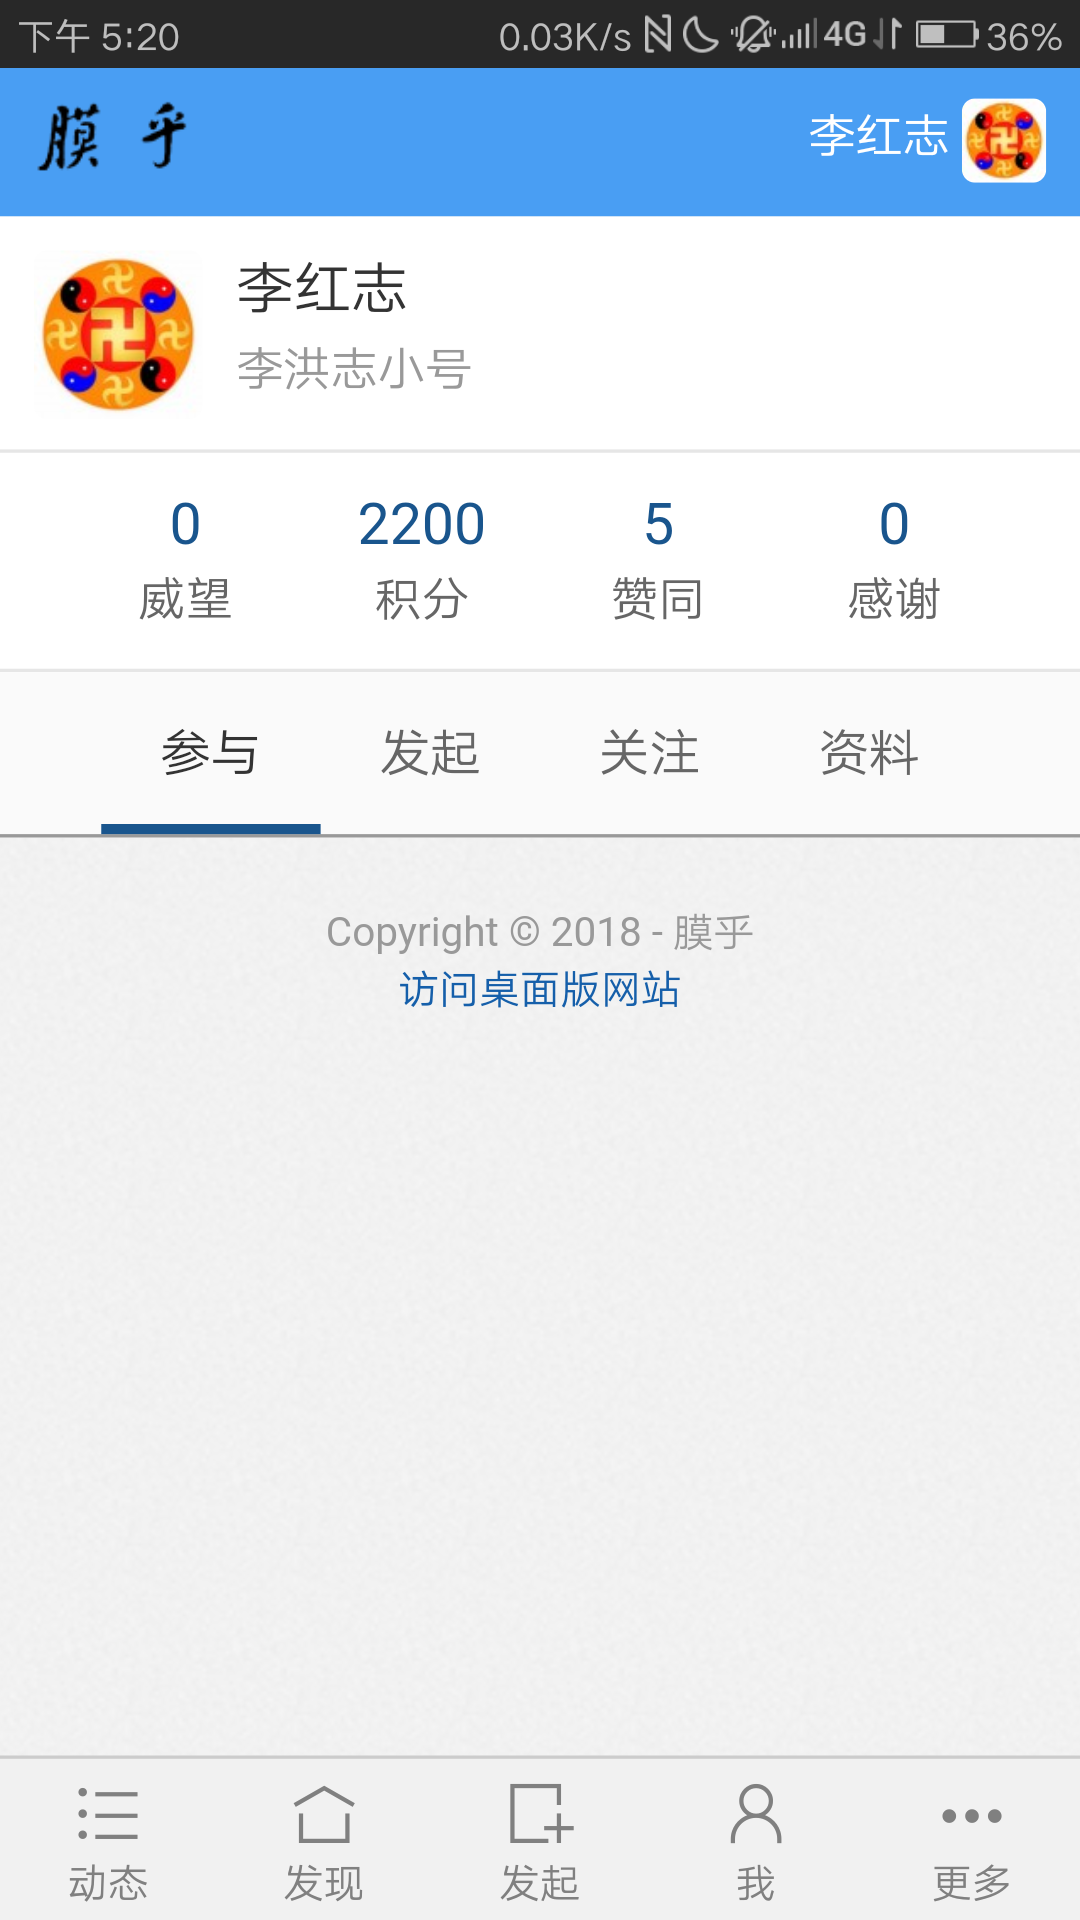 下午 5:20 0.03K/s 4G 36%
膜 乎 李红志
李红志
李洪志小号
0 2200 5 0
威望 积分 赞同 感谢
参与 发起 关注 资料
Copyright © 2018 - 膜乎
访问桌面版网站
动态 发现 发起 我 更多